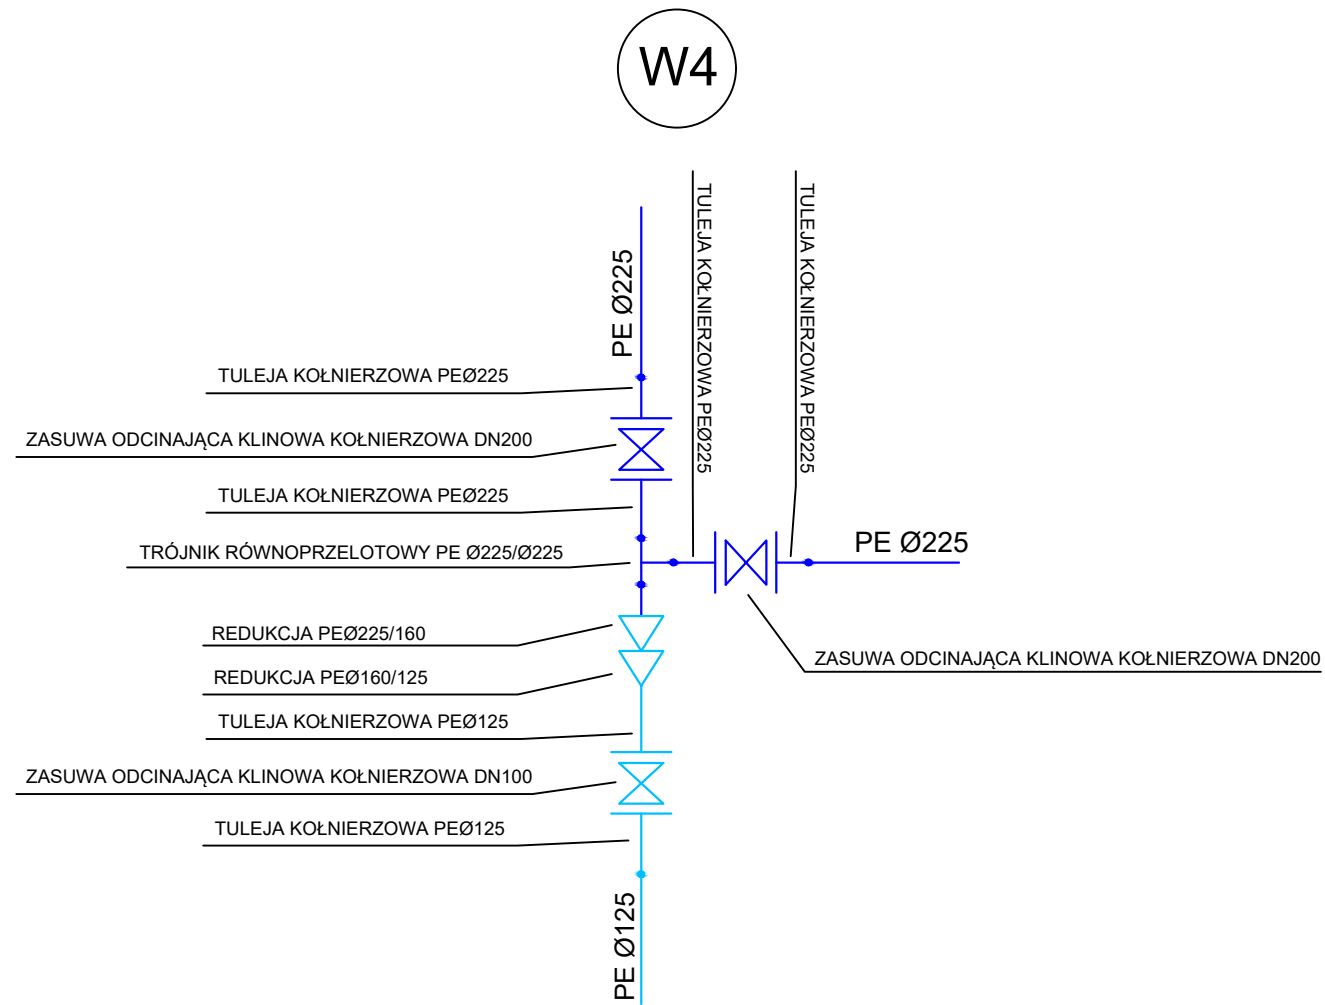 W4
TULEJA KOŁNIERZOWA PEØ225
TULEJA KOŁNIERZOWA PEØ225
PE Ø225
TULEJA KOŁNIERZOWA PEØ225
ZASUWA ODCINAJĄCA KLINOWA KOŁNIERZOWA DN200
TULEJA KOŁNIERZOWA PEØ225
TRÓJNIK RÓWNOPRZELOTOWY PE Ø225/Ø225
PE Ø225
REDUKCJA PEØ225/160
ZASUWA ODCINAJĄCA KLINOWA KOŁNIERZOWA DN200
REDUKCJA PEØ160/125
TULEJA KOŁNIERZOWA PEØ125
ZASUWA ODCINAJĄCA KLINOWA KOŁNIERZOWA DN100
TULEJA KOŁNIERZOWA PEØ125
PE Ø125